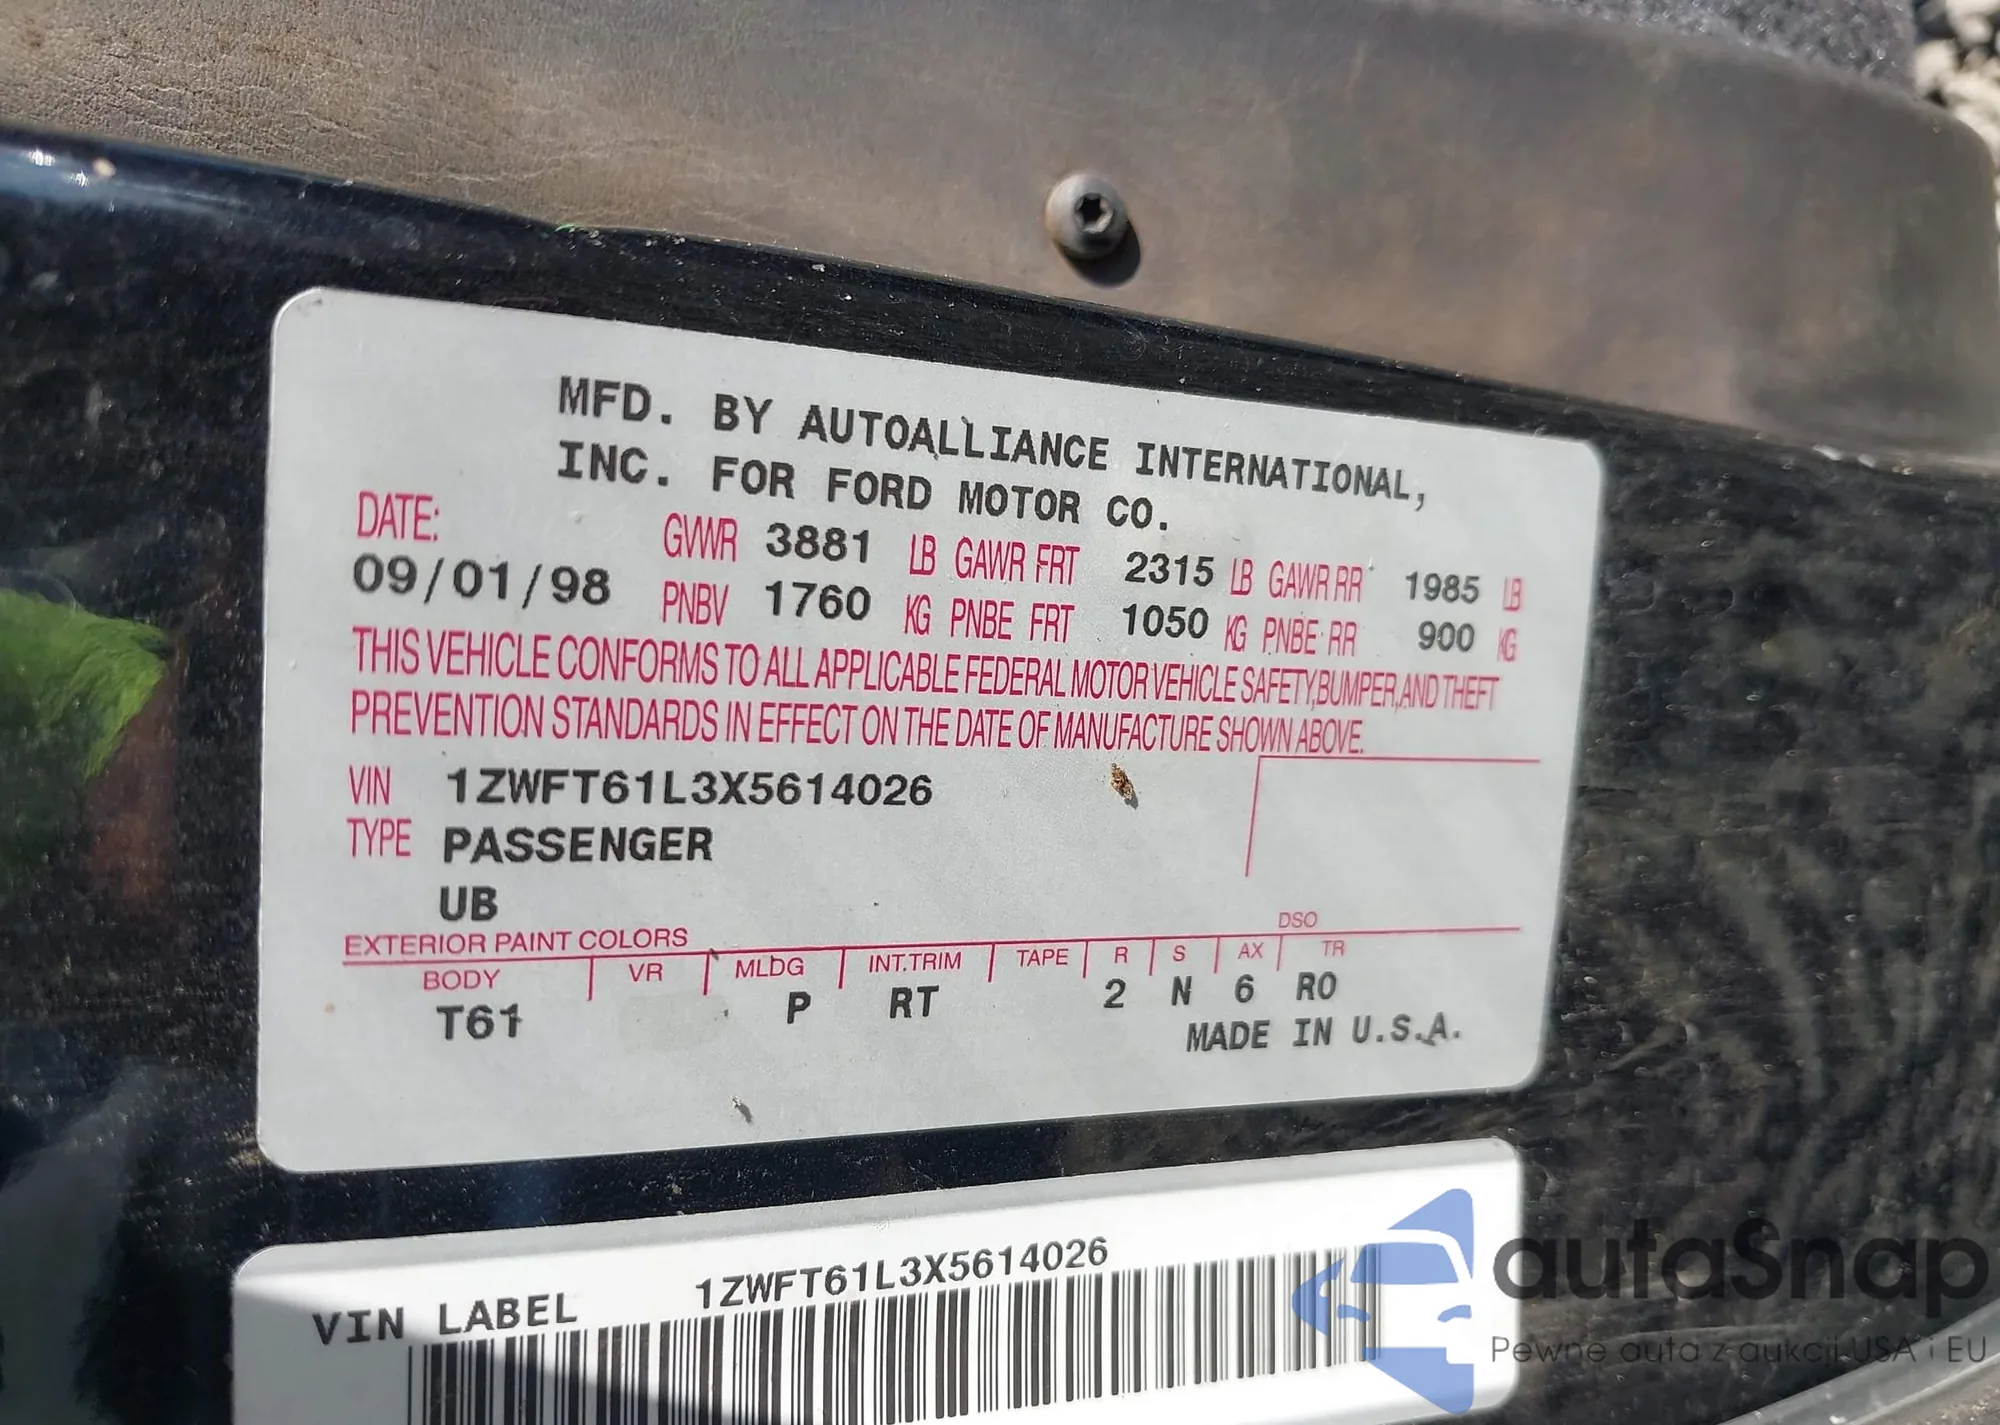 MFD. BY AUTOALLIANCE INTERNATIONAL,
INC. FOR FORD MOTOR CO.
DATE: GVWR 3881 LB GAWR FRT 2315 LB GAWR RR 1985 LB
09/01/98 PNBV 1760 KG PNBE FRT 1050 KG PNBE RR 900 KG
THIS VEHICLE CONFORMS TO ALL APPLICABLE FEDERAL MOTOR VEHICLE SAFETY,BUMPER,AND THEFT
PREVENTION STANDARDS IN EFFECT ON THE DATE OF MANUFACTURE SHOWN ABOVE.
VIN 1ZWFT61L3X5614026
TYPE PASSENGER
UB
EXTERIOR PAINT COLORS DSO
BODY VR MLDG INT.TRIM TAPE R S AX TR
T61 P RT 2 N 6 RO
MADE IN U.S.A.
VIN LABEL 1ZWFT61L3X5614026
autaSnap
Pewne auta z aukcji USA i EU